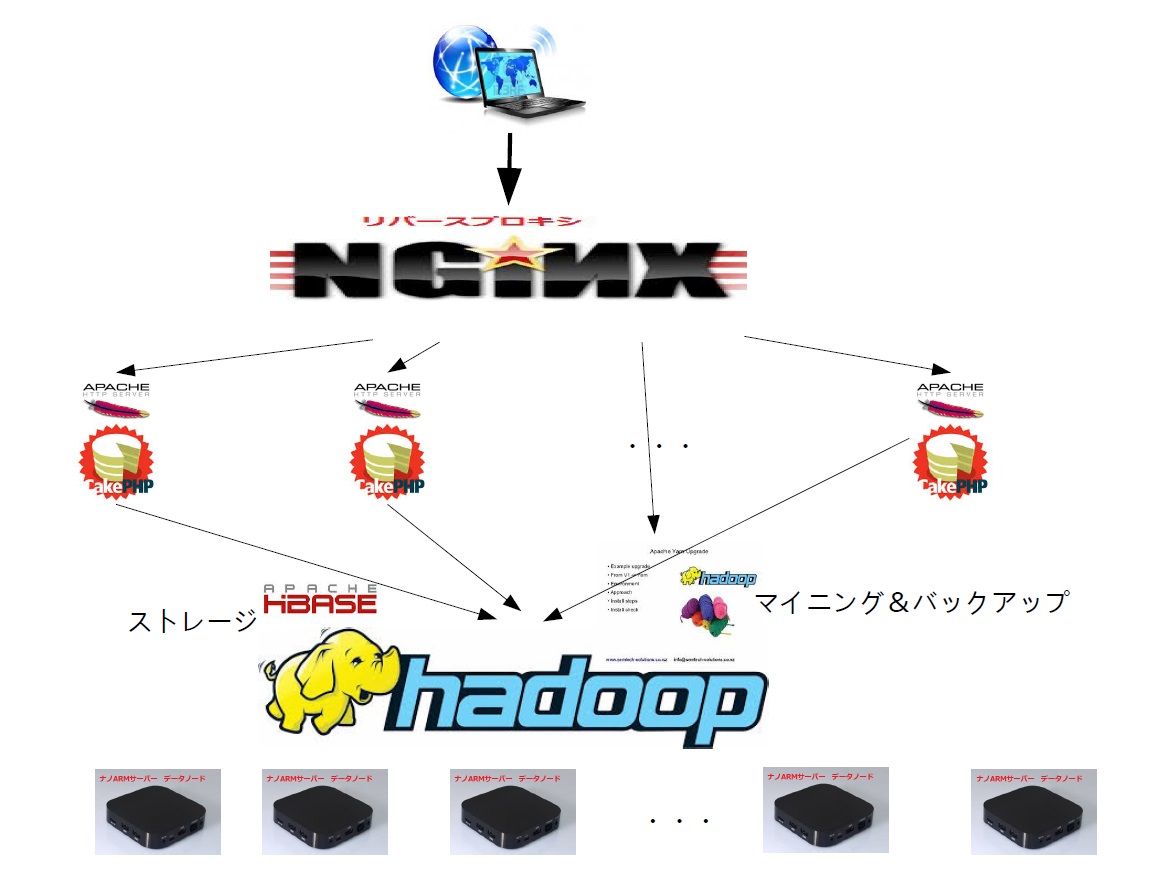 リバースプロキシ
NGiNX
APACHE
HTTP SERVER
CakePHP
APACHE
HTTP SERVER
CakePHP
. . .
APACHE
HTTP SERVER
CakePHP
Apache Yarn Upgrade
• Example upgrade
• From V1 -> Yarn
• Environment
• Approach
• Install steps
• Install check
hadoop
APACHE
HBASE
ストレージ
マイニング＆バックアップ
www.semtech-solutions.co.nz info@semtech-solutions.co.nz
hadoop
ナノARMサーバー データノード
ナノARMサーバー データノード
ナノARMサーバー データノード
. . .
ナノARMサーバー データノード
ナノARMサーバー データノード